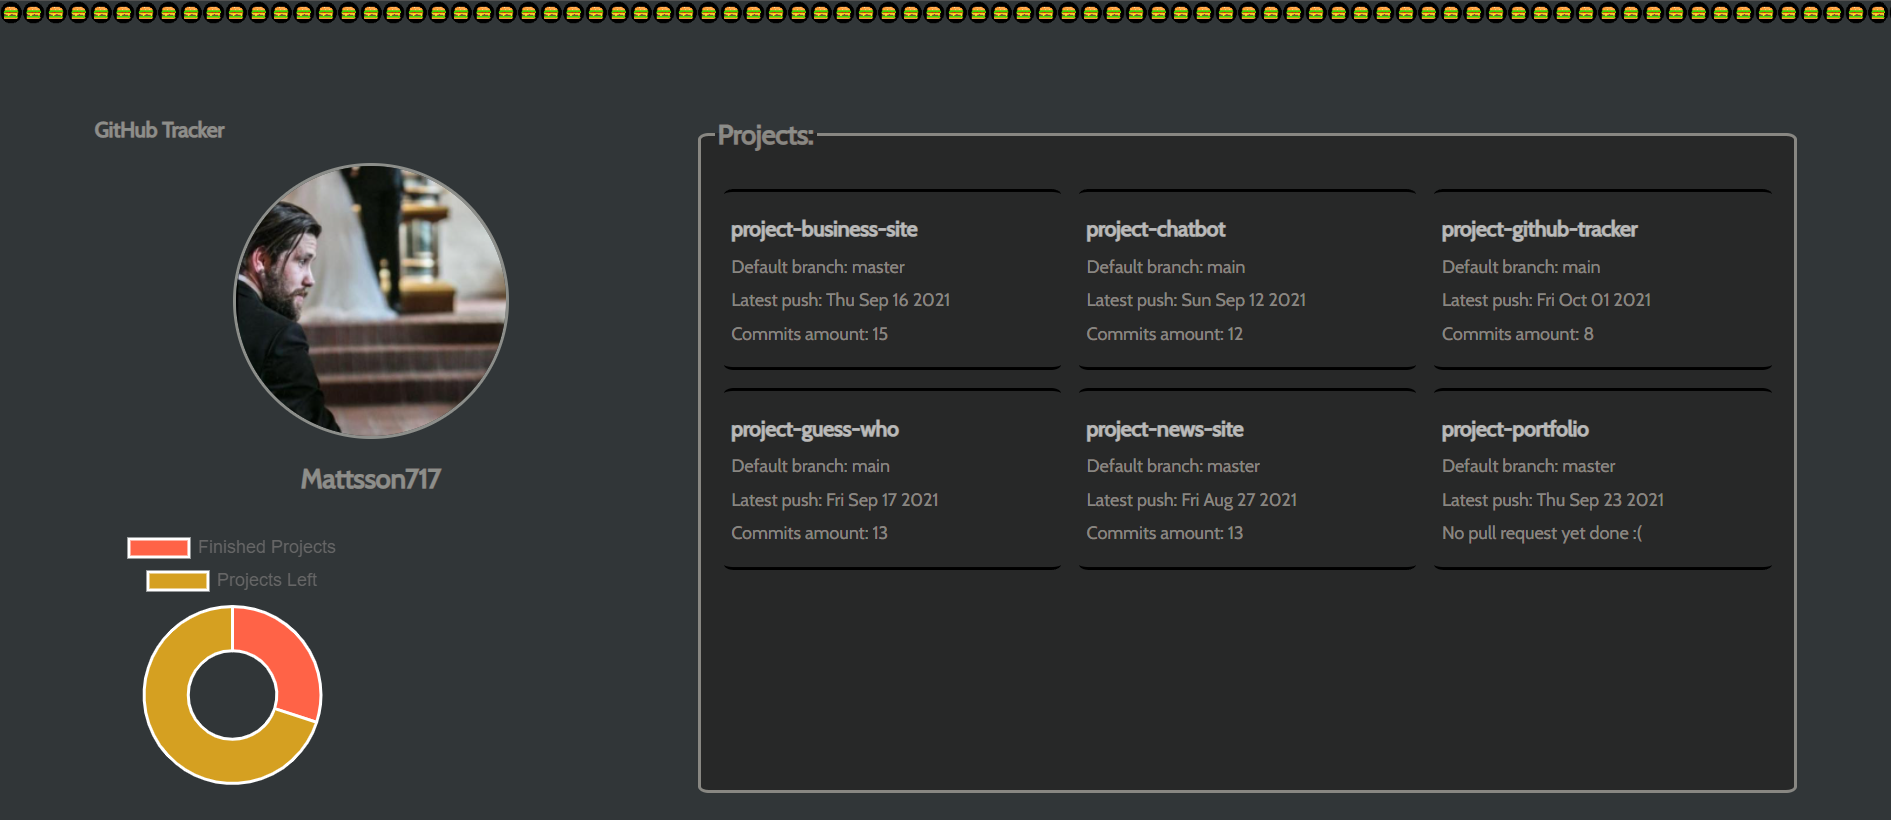 GitHub Tracker
Mattsson717
Finished Projects
Projects Left
Projects:
project-business-site
Default branch: master
Latest push: Thu Sep 16 2021
Commits amount: 15
project-chatbot
Default branch: main
Latest push: Sun Sep 12 2021
Commits amount: 12
project-github-tracker
Default branch: main
Latest push: Fri Oct 01 2021
Commits amount: 8
project-guess-who
Default branch: main
Latest push: Fri Sep 17 2021
Commits amount: 13
project-news-site
Default branch: master
Latest push: Fri Aug 27 2021
Commits amount: 13
project-portfolio
Default branch: master
Latest push: Thu Sep 23 2021
No pull request yet done :(